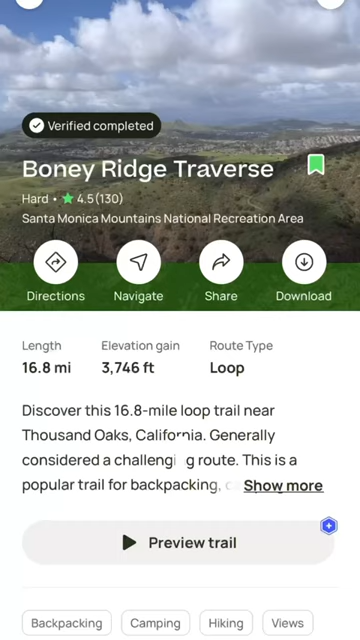 Verified completed
Boney Ridge Traverse
Hard • 4.5(130)
Santa Monica Mountains National Recreation Area
Directions Navigate Share Download
Length Elevation gain Route Type
16.8 mi 3,746 ft Loop
Discover this 16.8-mile loop trail near
Thousand Oaks, California. Generally
considered a route. This is a
popular trail for backpacking, Show more
Preview trail
Backpacking Camping Hiking Views